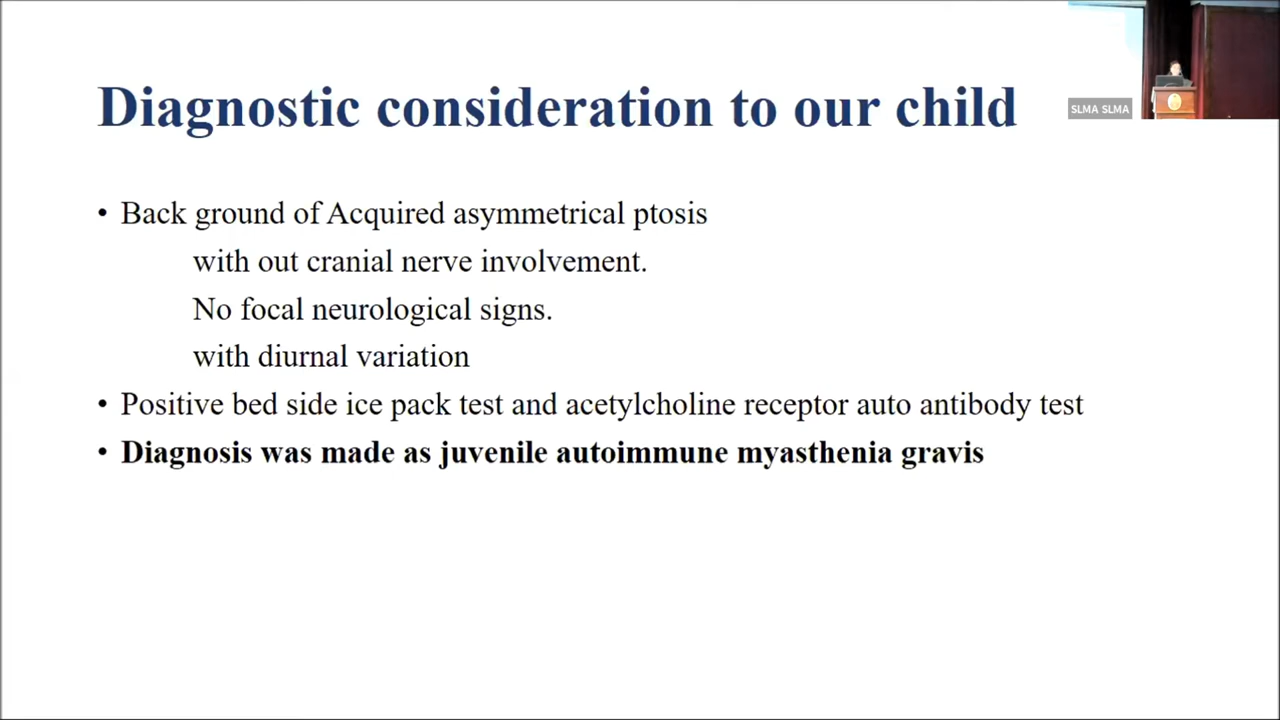 Diagnostic consideration to our child
SLMA SLMA
• Back ground of Acquired asymmetrical ptosis
with out cranial nerve involvement.
No focal neurological signs.
with diurnal variation
• Positive bed side ice pack test and acetylcholine receptor auto antibody test
• Diagnosis was made as juvenile autoimmune myasthenia gravis